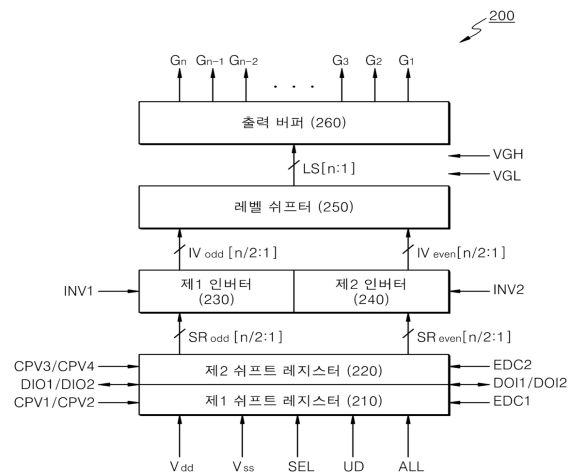 200
Gn Gn-1 Gn-2 . . . G3 G2 G1
출력 버퍼 (260)
VGH
LS[n:1]
VGL
레벨 쉬프터 (250)
IV odd [n/2:1] IV even[n/2:1]
INV1 제1 인버터 (230) 제2 인버터 (240) INV2
SR odd [n/2:1] SR even[n/2:1]
CPV3/CPV4 제2 쉬프트 레지스터 (220) EDC2
DIO1/DIO2 DOI1/DOI2
CPV1/CPV2 제1 쉬프트 레지스터 (210) EDC1
Vdd Vss SEL UD ALL